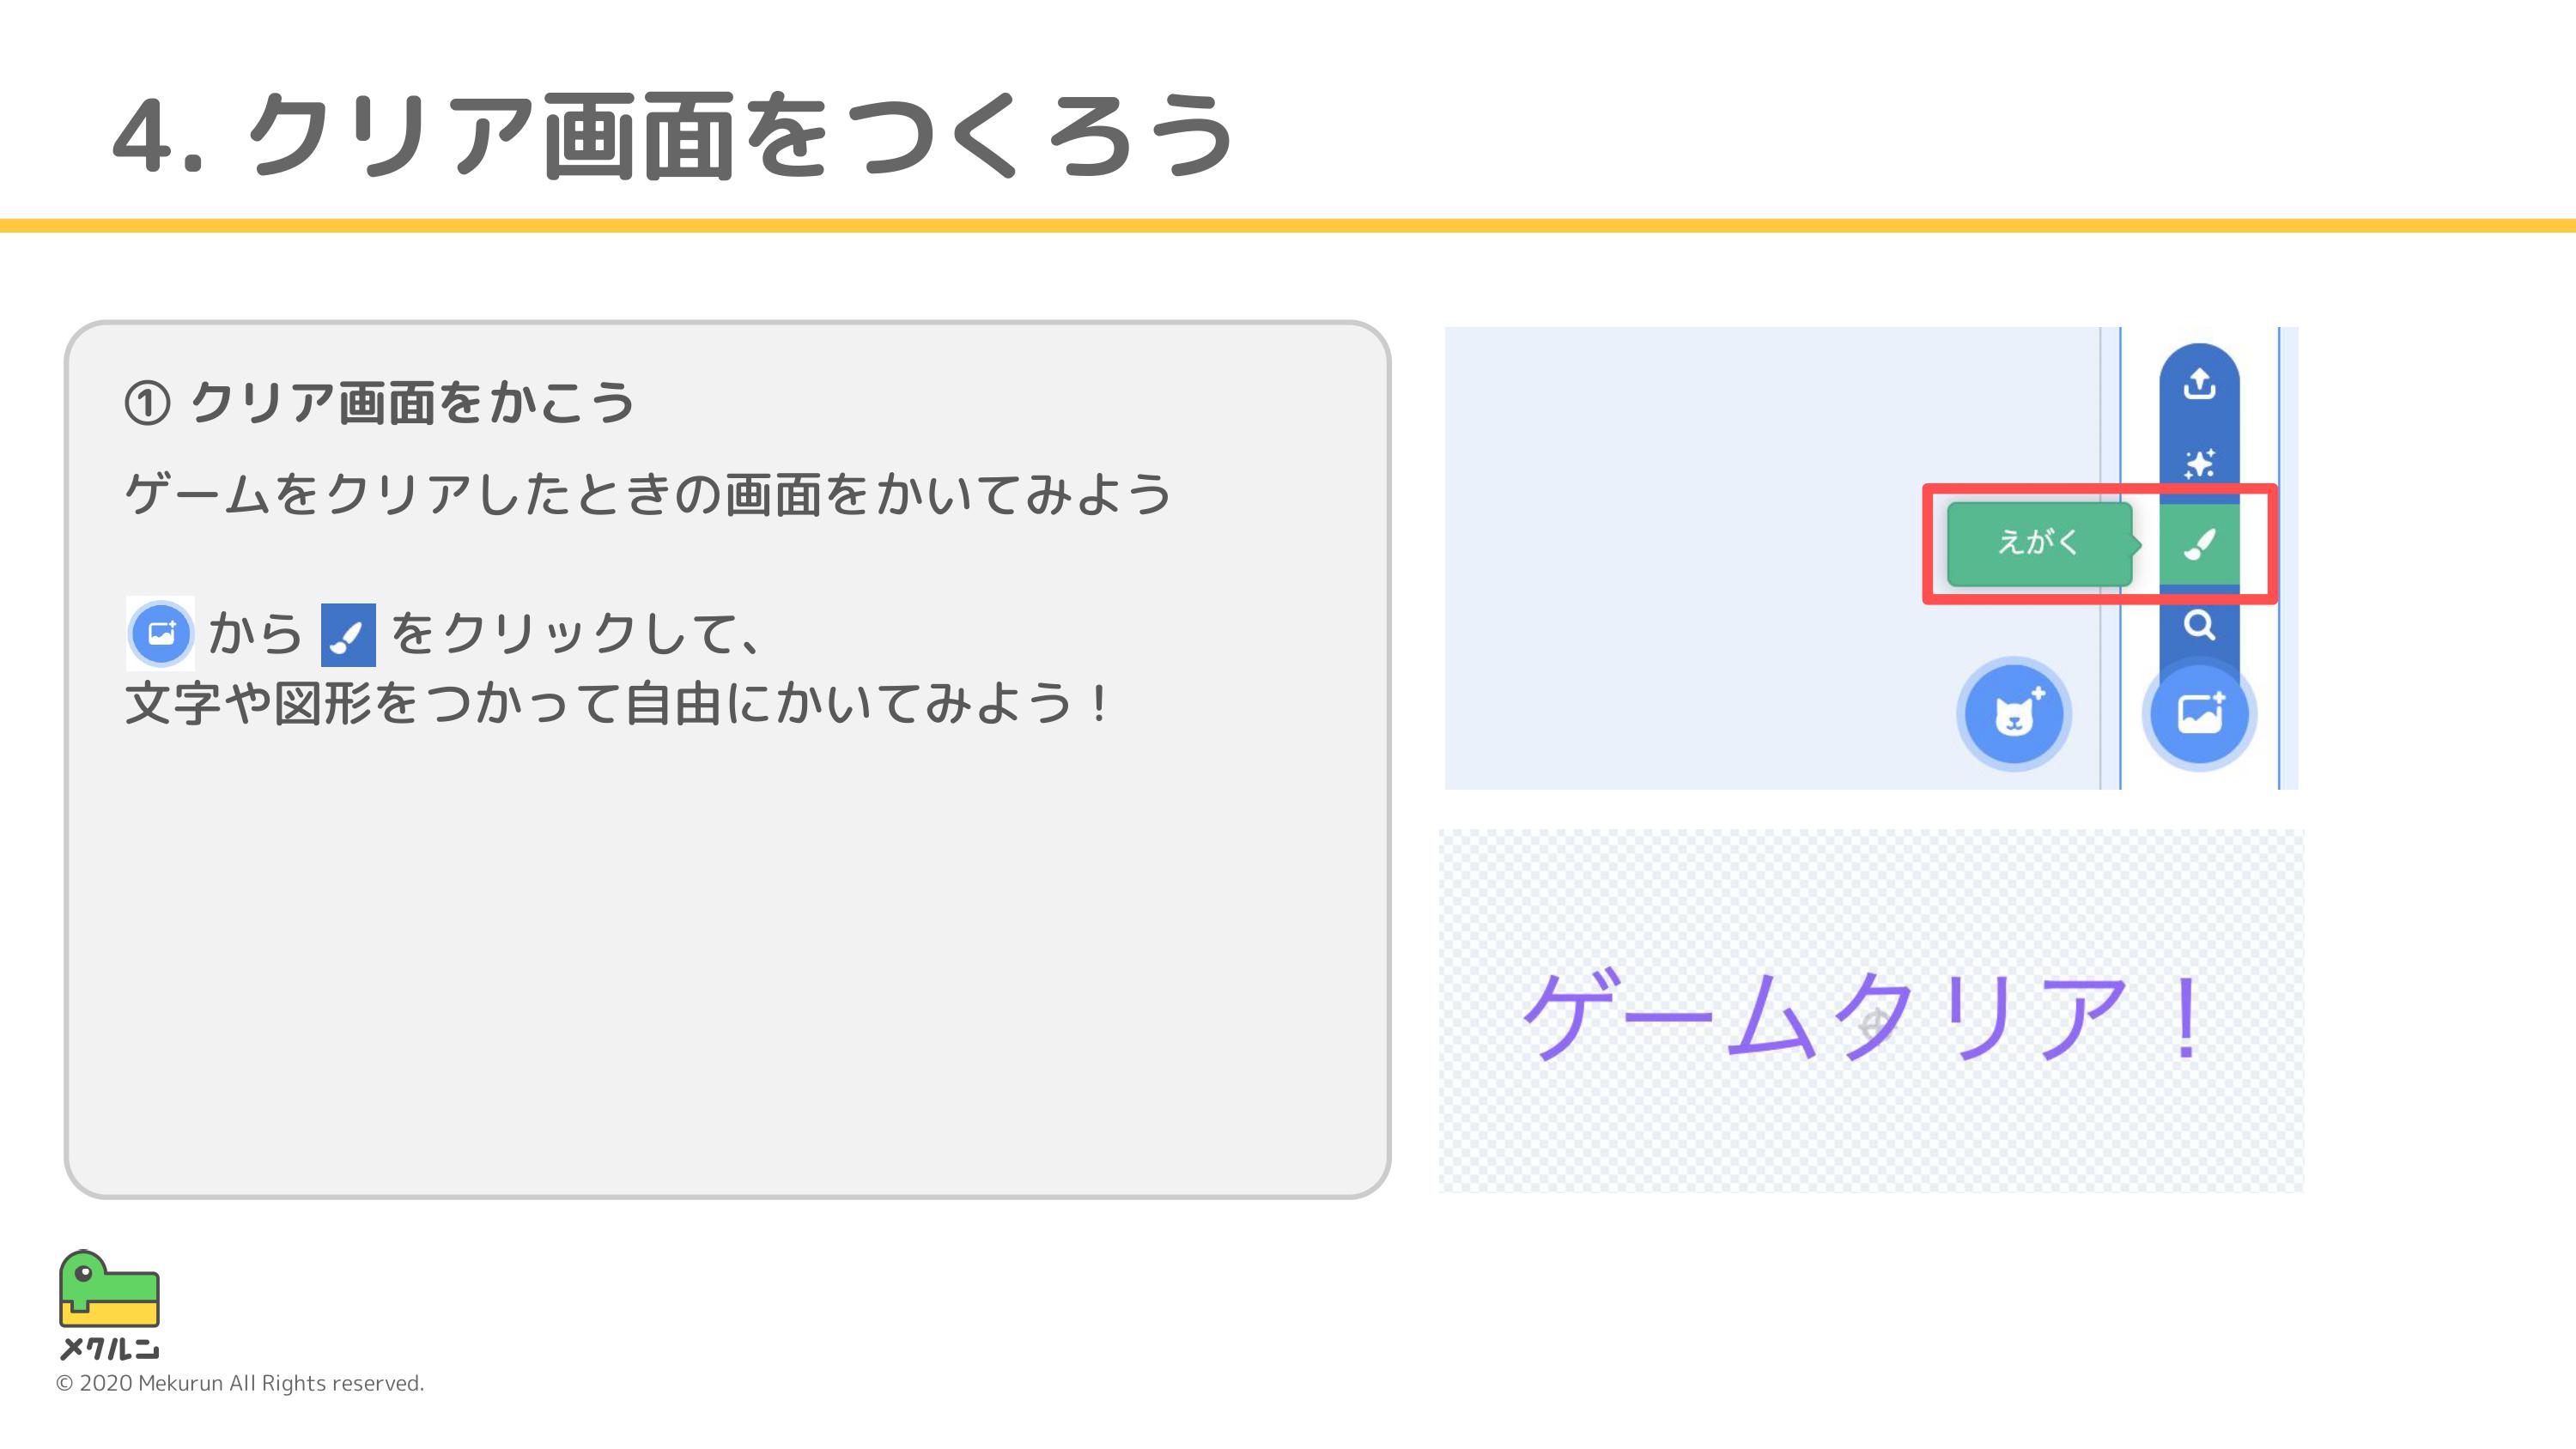 4. クリア画面をつくろう
① クリア画面をかこう
ゲームをクリアしたときの画面をかいてみよう
から をクリックして、
文字や図形をつかって自由にかいてみよう！
えがく
ゲームクリア！
メクルン
© 2020 Mekurun All Rights reserved.